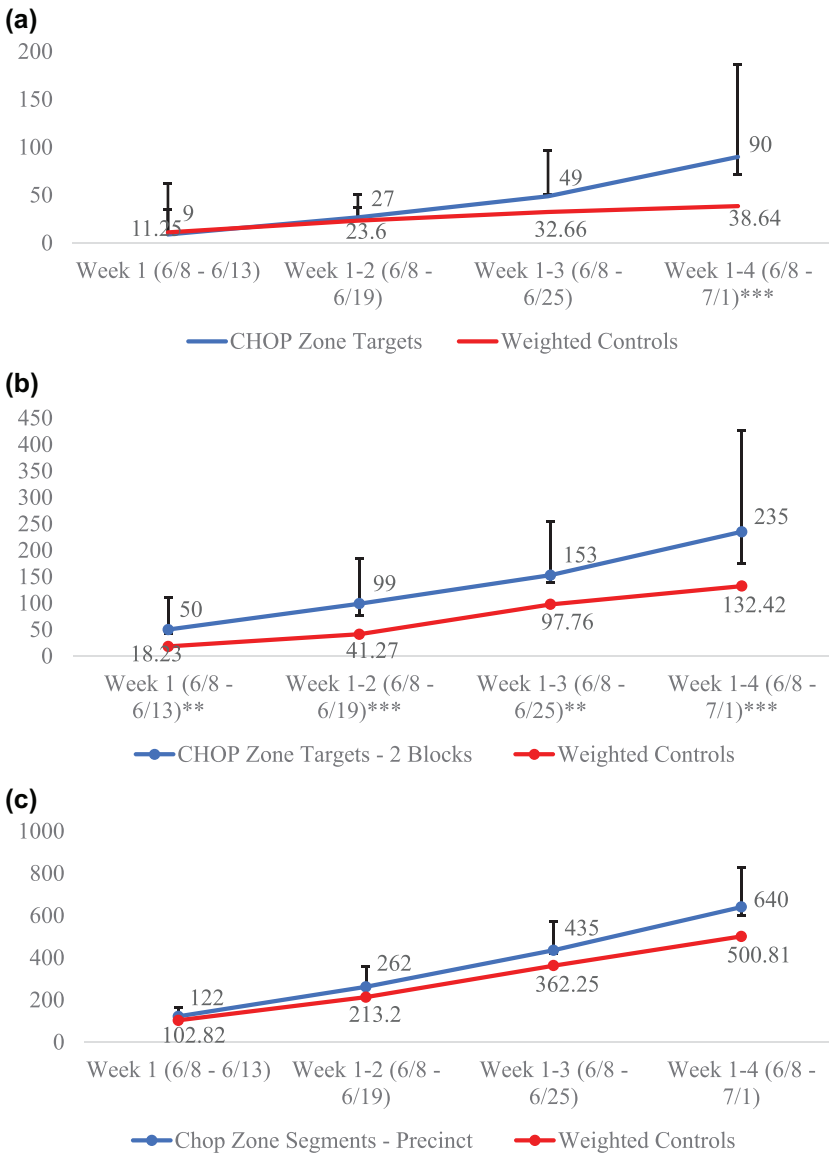 (a)
200
150
100
50
0
9
11.25
27
23.6
49
32.66
90
38.64
Week 1 (6/8 - 6/13)
Week 1-2 (6/8 -
6/19)
Week 1-3 (6/8 -
6/25)
Week 1-4 (6/8 -
7/1)***
CHOP Zone Targets
Weighted Controls
(b)
450
400
350
300
250
200
150
100
50
0
50
18.23
99
41.27
153
97.76
235
132.42
Week 1 (6/8 -
6/13)**
Week 1-2 (6/8 -
6/19)***
Week 1-3 (6/8 -
6/25)**
Week 1-4 (6/8 -
7/1)***
CHOP Zone Targets - 2 Blocks
Weighted Controls
(c)
1000
800
600
400
200
0
122
102.82
262
213.2
435
362.25
640
500.81
Week 1 (6/8 - 6/13)
Week 1-2 (6/8 -
6/19)
Week 1-3 (6/8 -
6/25)
Week 1-4 (6/8 -
7/1)
Chop Zone Segments - Precinct
Weighted Controls